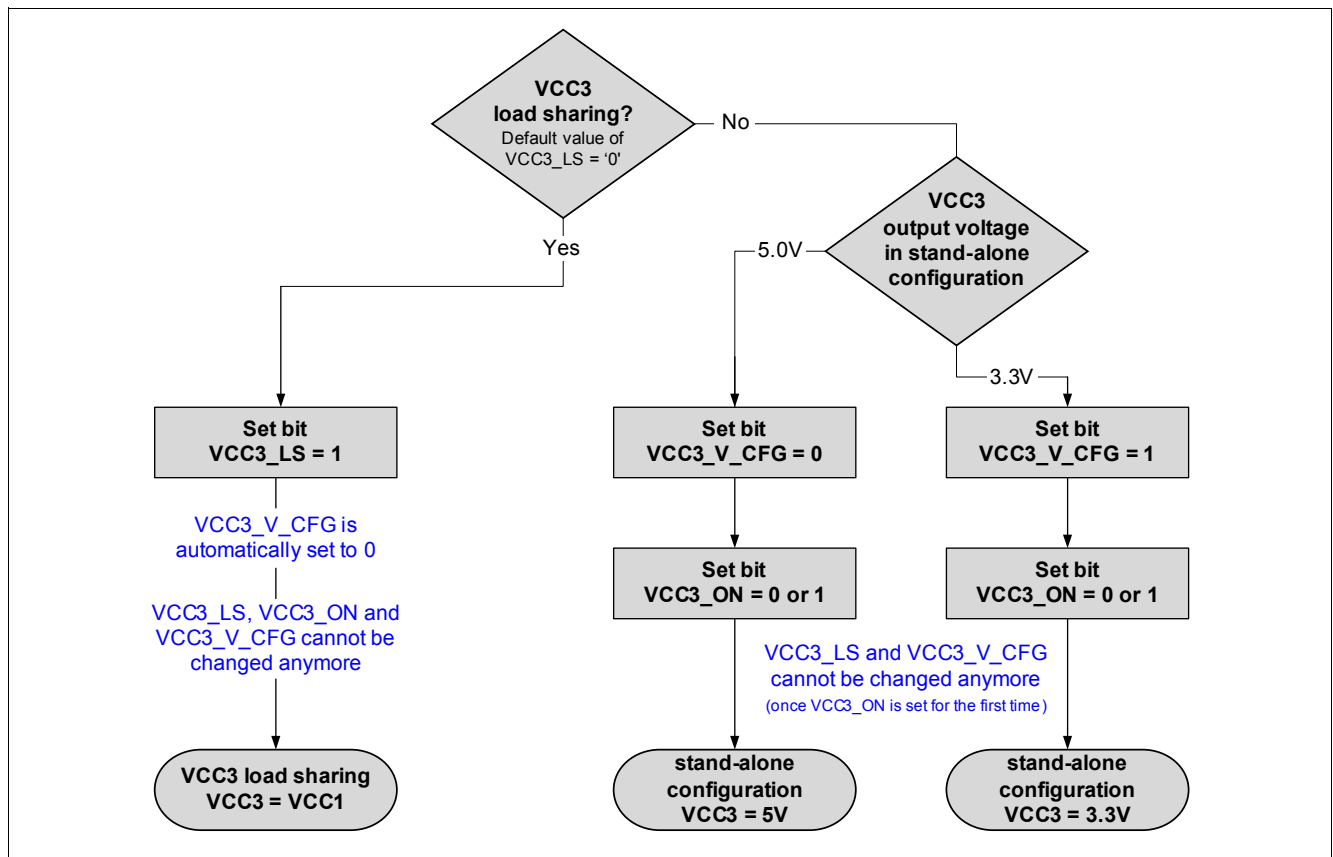 VCC3
load sharing?
Default value of
VCC3_LS = ‘0'
No
Yes
VCC3
output voltage
in stand-alone
configuration
5.0V
3.3V
Set bit
VCC3_LS = 1
Set bit
VCC3_V_CFG = 0
Set bit
VCC3_V_CFG = 1
VCC3_V_CFG is
automatically set to 0
Set bit
VCC3_ON = 0 or 1
Set bit
VCC3_ON = 0 or 1
VCC3_LS, VCC3_ON and
VCC3_V_CFG cannot be
changed anymore
VCC3_LS and VCC3_V_CFG
cannot be changed anymore
(once VCC3_ON is set for the first time)
VCC3 load sharing
VCC3 = VCC1
stand-alone
configuration
VCC3 = 5V
stand-alone
configuration
VCC3 = 3.3V